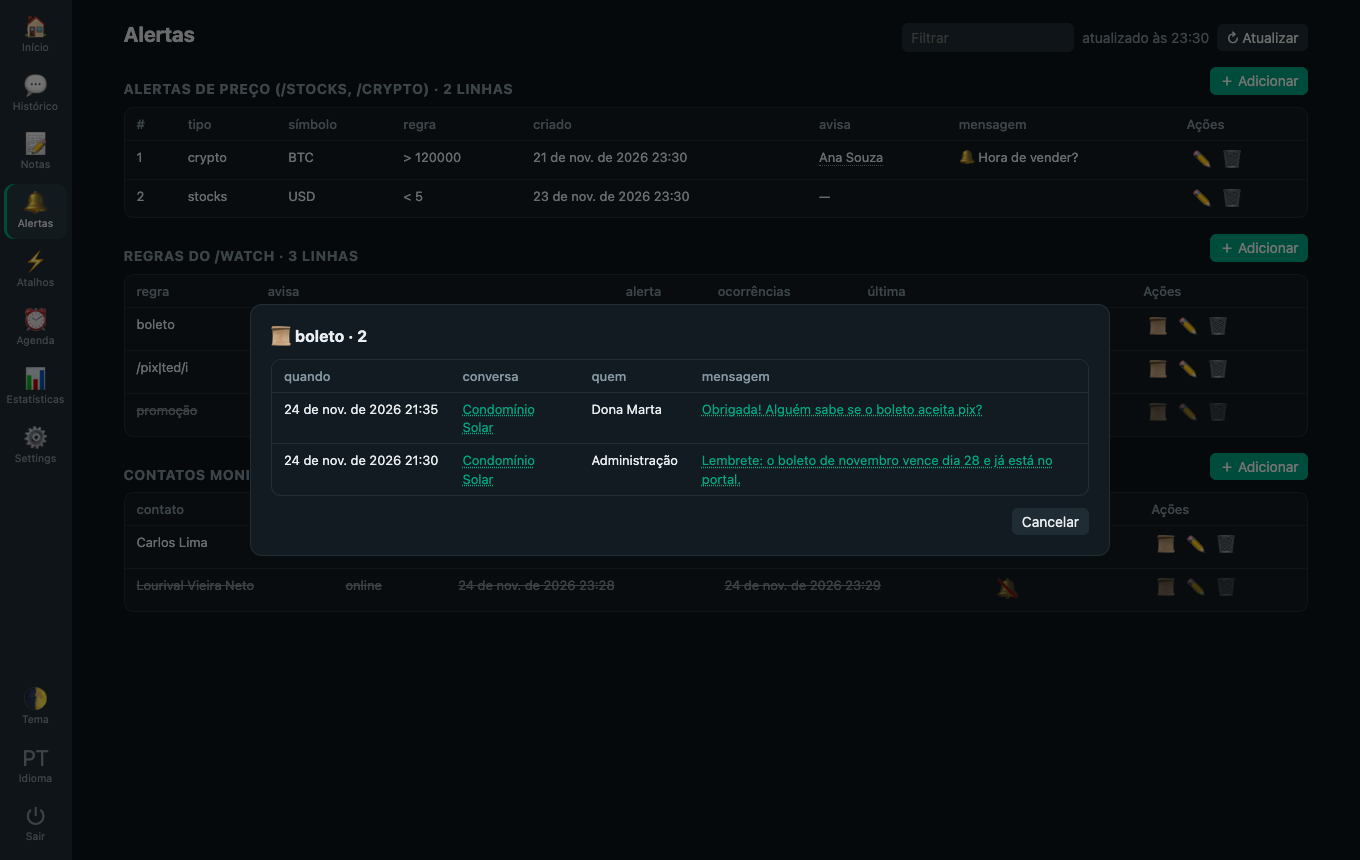 Início
Histórico
Notas
Alertas
Atalhos
Agenda
Estatísticas
Settings
Tema
PT
Idioma
Sair
Alertas
Filtrar
atualizado às 23:30
↻ Atualizar
ALERTAS DE PREÇO (/STOCKS, /CRYPTO) · 2 LINHAS
+ Adicionar
# tipo símbolo regra criado avisa mensagem Ações
1 crypto BTC > 120000 21 de nov. de 2026 23:30 Ana Souza 🔔 Hora de vender?
2 stocks USD < 5 23 de nov. de 2026 23:30 —
REGRAS DO /WATCH · 3 LINHAS
+ Adicionar
regra avisa alerta ocorrências última Ações
boleto
/pix|ted/i
promoção
boleto · 2
quando conversa quem mensagem
24 de nov. de 2026 21:35 Condomínio Dona Marta Obrigada! Alguém sabe se o boleto aceita pix?
Solar
24 de nov. de 2026 21:30 Condomínio Administração Lembrete: o boleto de novembro vence dia 28 e já está no
Solar portal.
Cancelar
CONTATOS MONI
+ Adicionar
contato Ações
Carlos Lima
Lourival Vieira Neto online 24 de nov. de 2026 23:28 24 de nov. de 2026 23:29